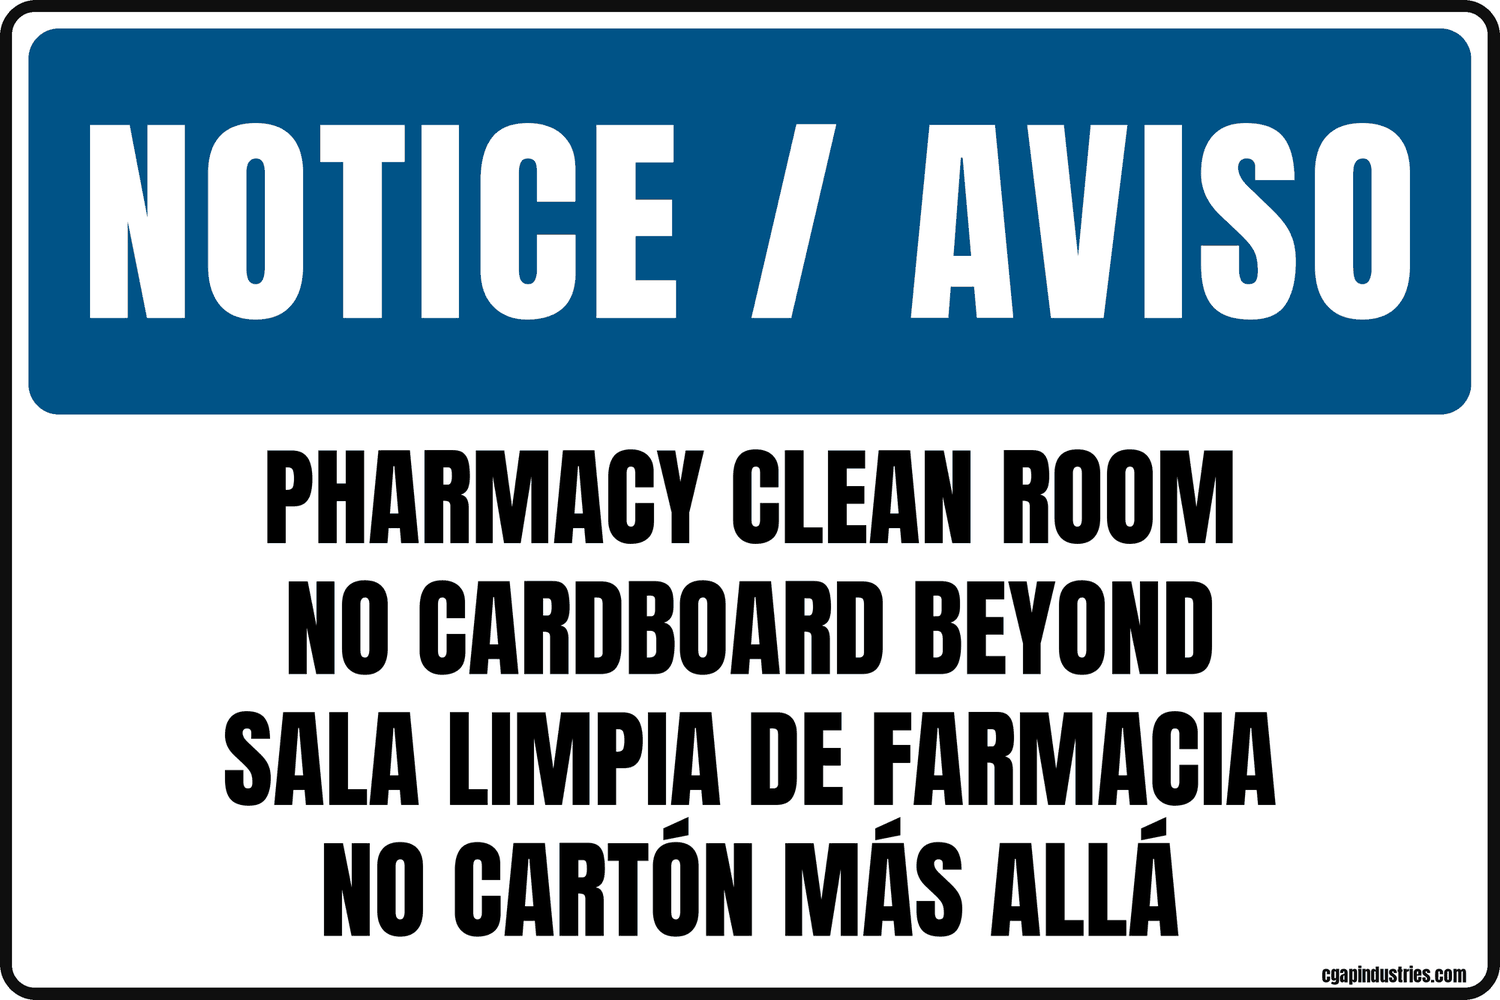 NOTICE / AVISO
PHARMACY CLEAN ROOM
NO CARDBOARD BEYOND
SALA LIMPIA DE FARMACIA
NO CARTÓN MÁS ALLÁ
cgapindustries.com